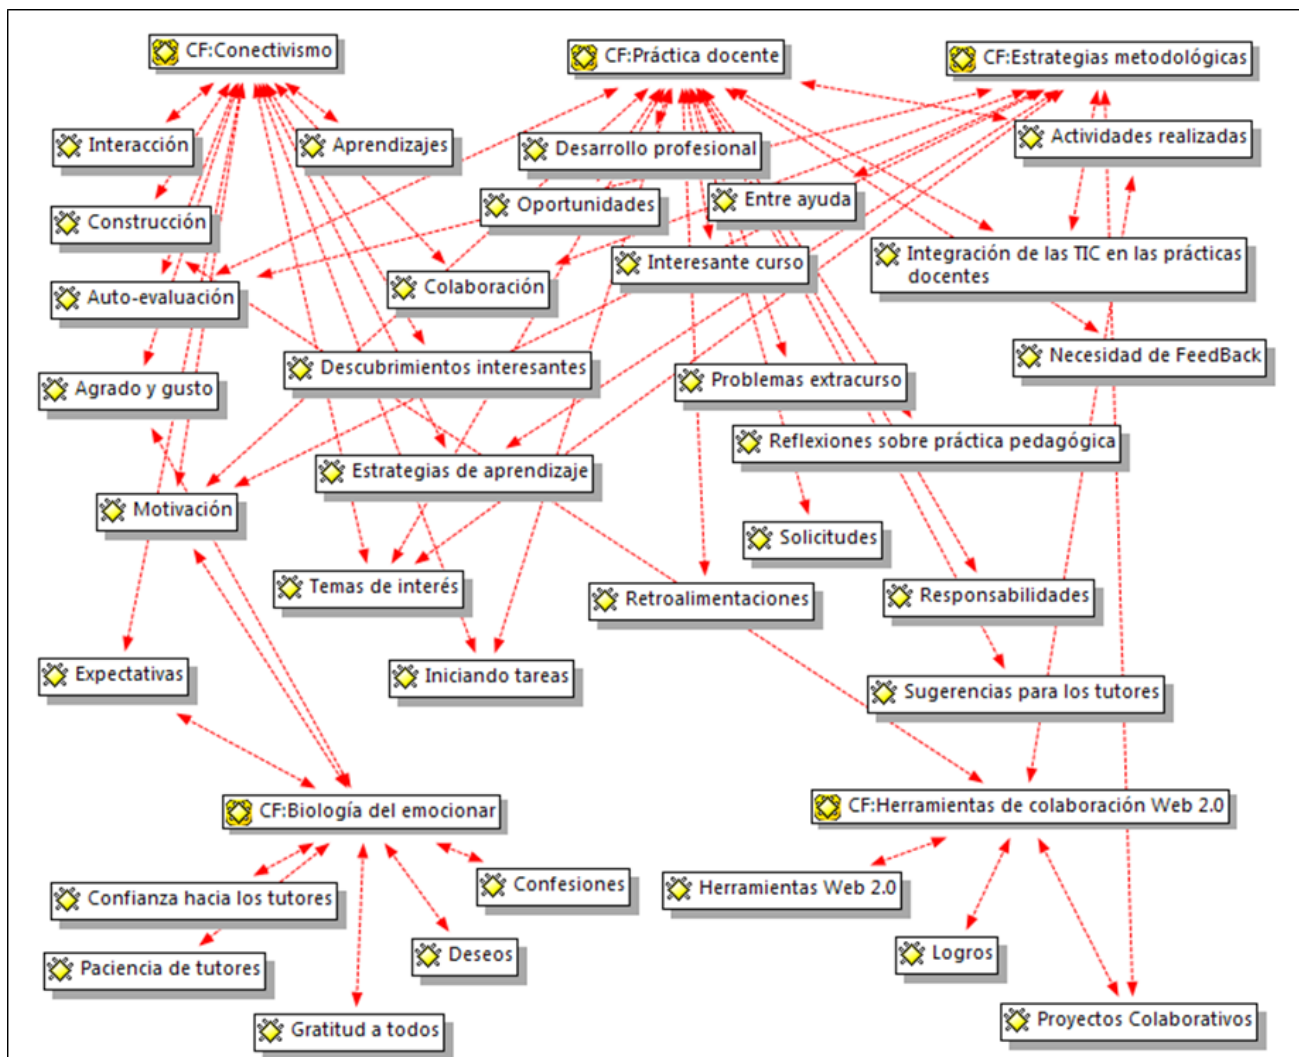 CF:Conectivismo
CF:Práctica docente
CF:Estrategias metodológicas
Interacción
Aprendizajes
Desarrollo profesional
Actividades realizadas
Construcción
Oportunidades
Entre ayuda
Auto-evaluación
Colaboración
Interesante curso
Integración de las TIC en las prácticas
docentes
Agrado y gusto
Descubrimientos interesantes
Problemas extracurso
Necesidad de FeedBack
Estrategias de aprendizaje
Reflexiones sobre práctica pedagógica
Motivación
Solicitudes
Temas de interés
Retroalimentaciones
Responsabilidades
Expectativas
Iniciando tareas
Sugerencias para los tutores
CF:Biología del emocionar
CF:Herramientas de colaboración Web 2.0
Confianza hacia los tutores
Confesiones
Herramientas Web 2.0
Paciencia de tutores
Deseos
Logros
Gratitud a todos
Proyectos Colaborativos